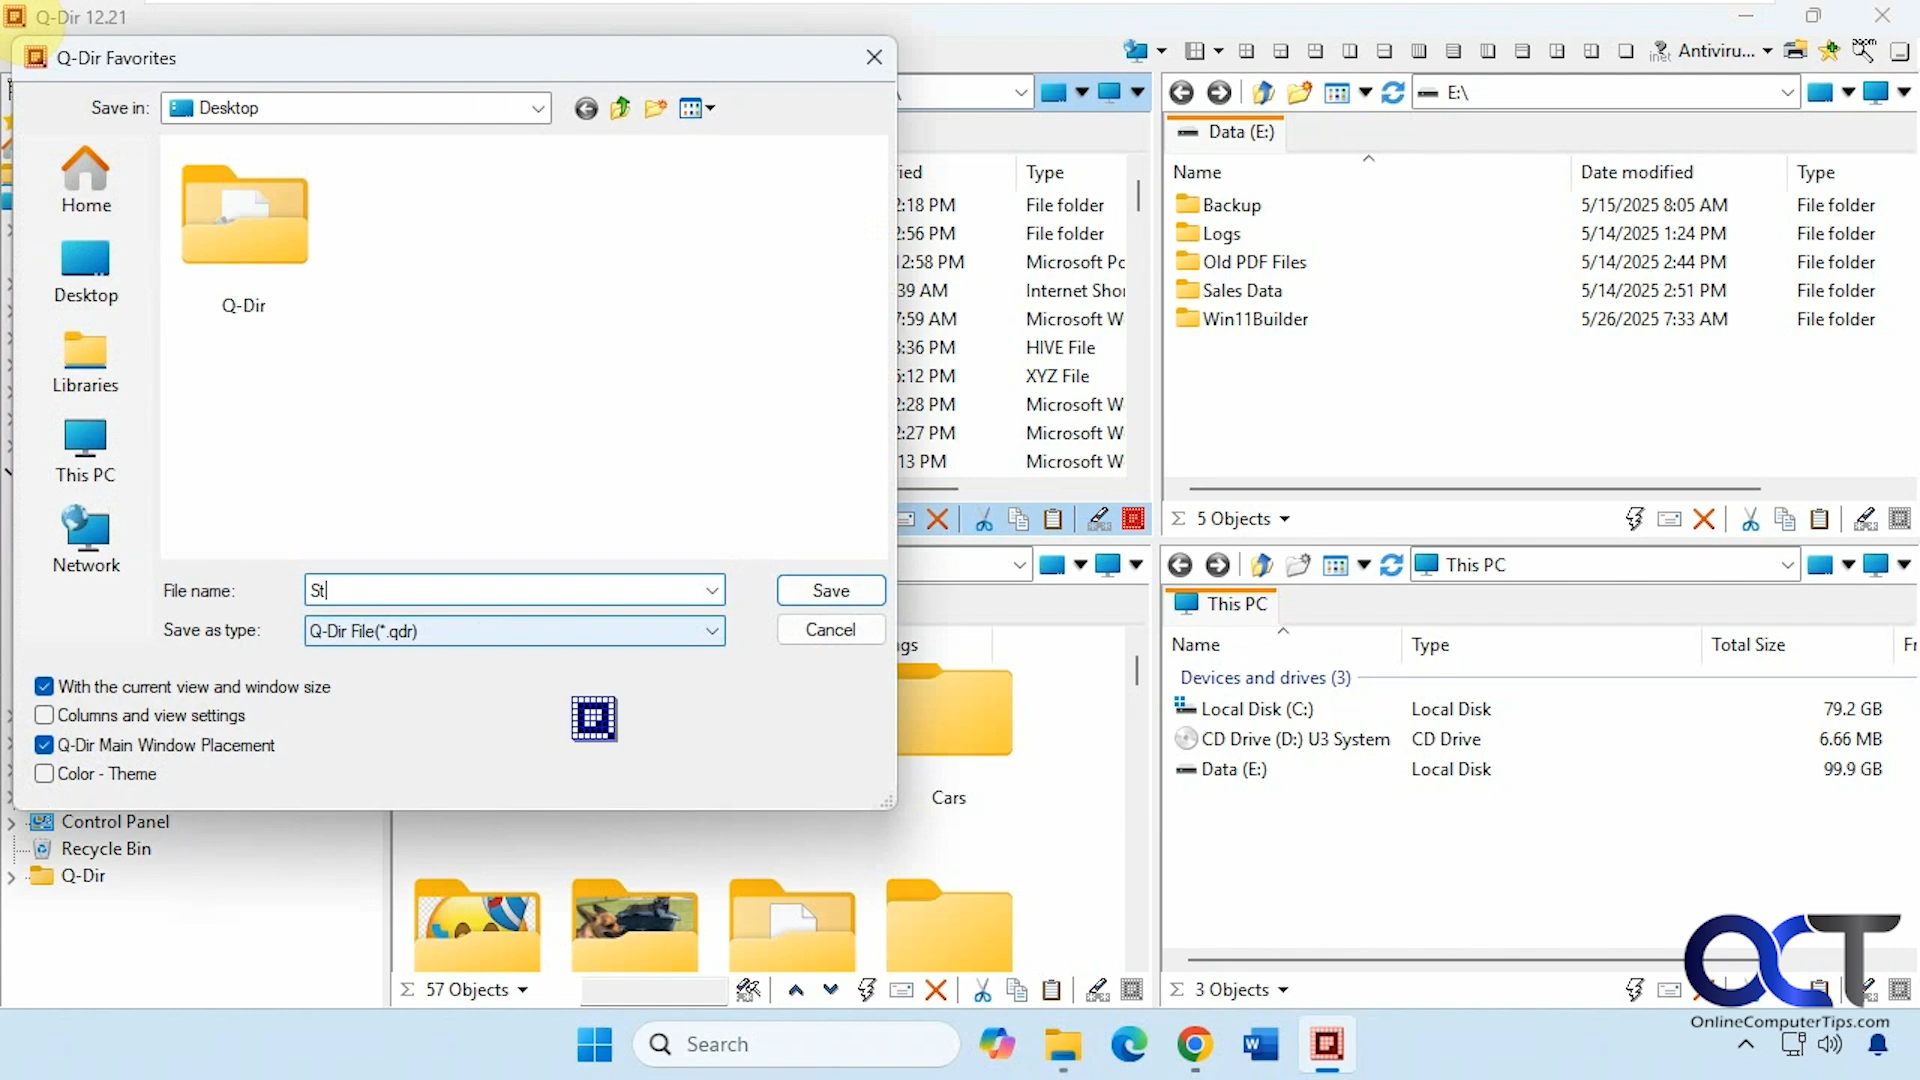 Q-Dir 12.21
Q-Dir Favorites
Save in:
Desktop
Home
Desktop
Libraries
This PC
Network
Q-Dir
File name:
St
Save
Save as type:
Q-Dir File(*.qdr)
Cancel
With the current view and window size
Columns and view settings
Q-Dir Main Window Placement
Color - Theme
Control Panel
Recycle Bin
Q-Dir
Antiviru...
Type
2:18 PM File folder
2:56 PM File folder
12:58 PM Microsoft Pc
39 AM Internet Shor
7:59 AM Microsoft W
3:36 PM HIVE File
5:12 PM XYZ File
2:28 PM Microsoft W
2:27 PM Microsoft W
13 PM Microsoft W
E:\
Data (E:)
Name Date modified Type
Backup 5/15/2025 8:05 AM File folder
Logs 5/14/2025 1:24 PM File folder
Old PDF Files 5/14/2025 2:44 PM File folder
Sales Data 5/14/2025 2:51 PM File folder
Win11Builder 5/26/2025 7:33 AM File folder
5 Objects
Cars
57 Objects
This PC
This PC
Name Type Total Size Fr
Devices and drives (3)
Local Disk (C:) Local Disk 79.2 GB
CD Drive (D:) U3 System CD Drive 6.66 MB
Data (E:) Local Disk 99.9 GB
3 Objects
OCT
OnlineComputerTips.com
Search